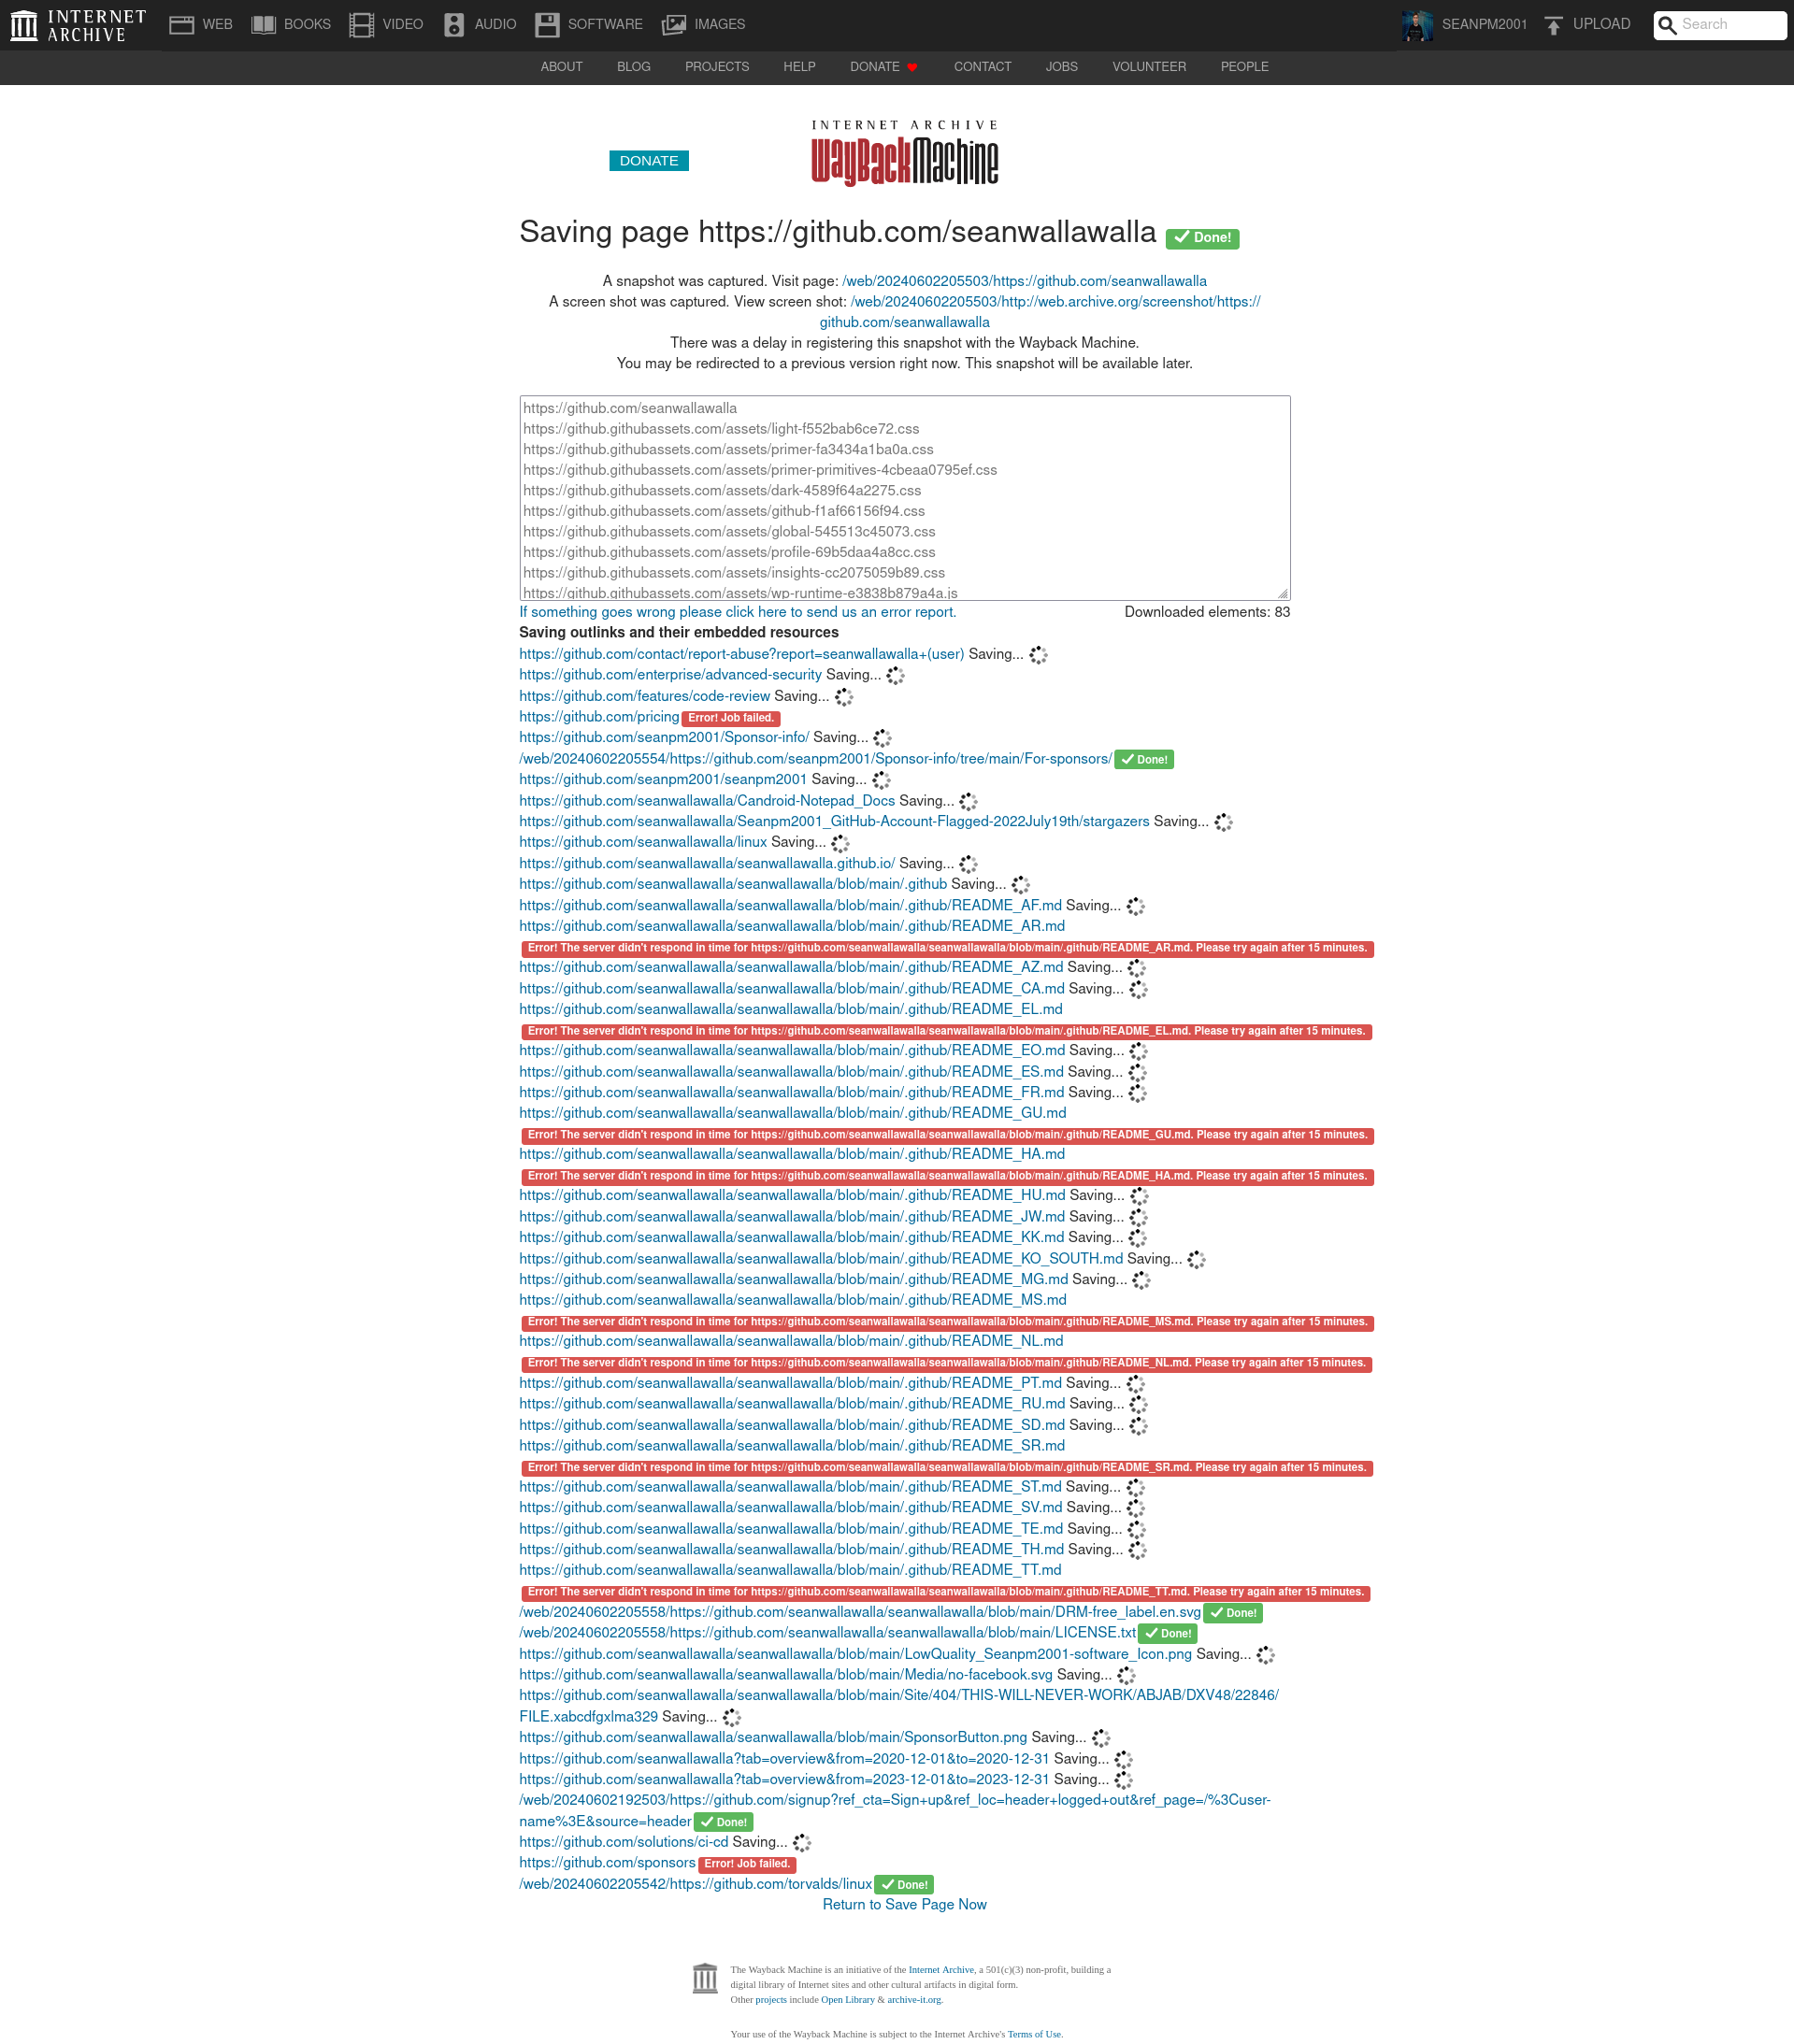 INTERNET ARCHIVE
WEB BOOKS VIDEO AUDIO SOFTWARE IMAGES SEANPM2001 UPLOAD Search
ABOUT BLOG PROJECTS HELP DONATE CONTACT JOBS VOLUNTEER PEOPLE
INTERNET ARCHIVE
DONATE
WayBackMachine
Saving page https://github.com/seanwallawalla Done!
A snapshot was captured. Visit page: /web/20240602205503/https://github.com/seanwallawalla
A screen shot was captured. View screen shot: /web/20240602205503/http://web.archive.org/screenshot/https://
github.com/seanwallawalla
There was a delay in registering this snapshot with the Wayback Machine.
You may be redirected to a previous version right now. This snapshot will be available later.
https://github.com/seanwallawalla
https://github.githubassets.com/assets/light-f552bab6ce72.css
https://github.githubassets.com/assets/primer-fa3434a1ba0a.css
https://github.githubassets.com/assets/primer-primitives-4cbeaa0795ef.css
https://github.githubassets.com/assets/dark-4589f64a2275.css
https://github.githubassets.com/assets/github-f1af66156f94.css
https://github.githubassets.com/assets/global-545513c45073.css
https://github.githubassets.com/assets/profile-69b5daa4a8cc.css
https://github.githubassets.com/assets/insights-cc2075059b89.css
https://github.githubassets.com/assets/wp-runtime-e3838b879a4a.js
If something goes wrong please click here to send us an error report. Downloaded elements: 83
Saving outlinks and their embedded resources
https://github.com/contact/report-abuse?report=seanwallawalla+(user) Saving...
https://github.com/enterprise/advanced-security Saving...
https://github.com/features/code-review Saving...
https://github.com/pricing Error! Job failed.
https://github.com/seanpm2001/Sponsor-info/ Saving...
/web/20240602205554/https://github.com/seanpm2001/Sponsor-info/tree/main/For-sponsors/ Done!
https://github.com/seanpm2001/seanpm2001 Saving...
https://github.com/seanwallawalla/Candroid-Notepad_Docs Saving...
https://github.com/seanwallawalla/Seanpm2001_GitHub-Account-Flagged-2022July19th/stargazers Saving...
https://github.com/seanwallawalla/linux Saving...
https://github.com/seanwallawalla/seanwallawalla.github.io/ Saving...
https://github.com/seanwallawalla/seanwallawalla/blob/main/.github Saving...
https://github.com/seanwallawalla/seanwallawalla/blob/main/.github/README_AF.md Saving...
https://github.com/seanwallawalla/seanwallawalla/blob/main/.github/README_AR.md
Error! The server didn't respond in time for https://github.com/seanwallawalla/seanwallawalla/blob/main/.github/README_AR.md. Please try again after 15 minutes.
https://github.com/seanwallawalla/seanwallawalla/blob/main/.github/README_AZ.md Saving...
https://github.com/seanwallawalla/seanwallawalla/blob/main/.github/README_CA.md Saving...
https://github.com/seanwallawalla/seanwallawalla/blob/main/.github/README_EL.md
Error! The server didn't respond in time for https://github.com/seanwallawalla/seanwallawalla/blob/main/.github/README_EL.md. Please try again after 15 minutes.
https://github.com/seanwallawalla/seanwallawalla/blob/main/.github/README_EO.md Saving...
https://github.com/seanwallawalla/seanwallawalla/blob/main/.github/README_ES.md Saving...
https://github.com/seanwallawalla/seanwallawalla/blob/main/.github/README_FR.md Saving...
https://github.com/seanwallawalla/seanwallawalla/blob/main/.github/README_GU.md
Error! The server didn't respond in time for https://github.com/seanwallawalla/seanwallawalla/blob/main/.github/README_GU.md. Please try again after 15 minutes.
https://github.com/seanwallawalla/seanwallawalla/blob/main/.github/README_HA.md
Error! The server didn't respond in time for https://github.com/seanwallawalla/seanwallawalla/blob/main/.github/README_HA.md. Please try again after 15 minutes.
https://github.com/seanwallawalla/seanwallawalla/blob/main/.github/README_HU.md Saving...
https://github.com/seanwallawalla/seanwallawalla/blob/main/.github/README_JW.md Saving...
https://github.com/seanwallawalla/seanwallawalla/blob/main/.github/README_KK.md Saving...
https://github.com/seanwallawalla/seanwallawalla/blob/main/.github/README_KO_SOUTH.md Saving...
https://github.com/seanwallawalla/seanwallawalla/blob/main/.github/README_MG.md Saving...
https://github.com/seanwallawalla/seanwallawalla/blob/main/.github/README_MS.md
Error! The server didn't respond in time for https://github.com/seanwallawalla/seanwallawalla/blob/main/.github/README_MS.md. Please try again after 15 minutes.
https://github.com/seanwallawalla/seanwallawalla/blob/main/.github/README_NL.md
Error! The server didn't respond in time for https://github.com/seanwallawalla/seanwallawalla/blob/main/.github/README_NL.md. Please try again after 15 minutes.
https://github.com/seanwallawalla/seanwallawalla/blob/main/.github/README_PT.md Saving...
https://github.com/seanwallawalla/seanwallawalla/blob/main/.github/README_RU.md Saving...
https://github.com/seanwallawalla/seanwallawalla/blob/main/.github/README_SD.md Saving...
https://github.com/seanwallawalla/seanwallawalla/blob/main/.github/README_SR.md
Error! The server didn't respond in time for https://github.com/seanwallawalla/seanwallawalla/blob/main/.github/README_SR.md. Please try again after 15 minutes.
https://github.com/seanwallawalla/seanwallawalla/blob/main/.github/README_ST.md Saving...
https://github.com/seanwallawalla/seanwallawalla/blob/main/.github/README_SV.md Saving...
https://github.com/seanwallawalla/seanwallawalla/blob/main/.github/README_TE.md Saving...
https://github.com/seanwallawalla/seanwallawalla/blob/main/.github/README_TH.md Saving...
https://github.com/seanwallawalla/seanwallawalla/blob/main/.github/README_TT.md
Error! The server didn't respond in time for https://github.com/seanwallawalla/seanwallawalla/blob/main/.github/README_TT.md. Please try again after 15 minutes.
/web/20240602205558/https://github.com/seanwallawalla/seanwallawalla/blob/main/DRM-free_label.en.svg Done!
/web/20240602205558/https://github.com/seanwallawalla/seanwallawalla/blob/main/LICENSE.txt Done!
https://github.com/seanwallawalla/seanwallawalla/blob/main/LowQuality_Seanpm2001-software_Icon.png Saving...
https://github.com/seanwallawalla/seanwallawalla/blob/main/Media/no-facebook.svg Saving...
https://github.com/seanwallawalla/seanwallawalla/blob/main/Site/404/THIS-WILL-NEVER-WORK/ABJAB/DXV48/22846/
FILE.xabcdfgxlma329 Saving...
https://github.com/seanwallawalla/seanwallawalla/blob/main/SponsorButton.png Saving...
https://github.com/seanwallawalla?tab=overview&from=2020-12-01&to=2020-12-31 Saving...
https://github.com/seanwallawalla?tab=overview&from=2023-12-01&to=2023-12-31 Saving...
/web/20240602192503/https://github.com/signup?ref_cta=Sign+up&ref_loc=header+logged+out&ref_page=/%3Cuser-
name%3E&source=header Done!
https://github.com/solutions/ci-cd Saving...
https://github.com/sponsors Error! Job failed.
/web/20240602205542/https://github.com/torvalds/linux Done!
Return to Save Page Now
The Wayback Machine is an initiative of the Internet Archive, a 501(c)(3) non-profit, building a
digital library of Internet sites and other cultural artifacts in digital form.
Other projects include Open Library & archive-it.org.
Your use of the Wayback Machine is subject to the Internet Archive's Terms of Use.